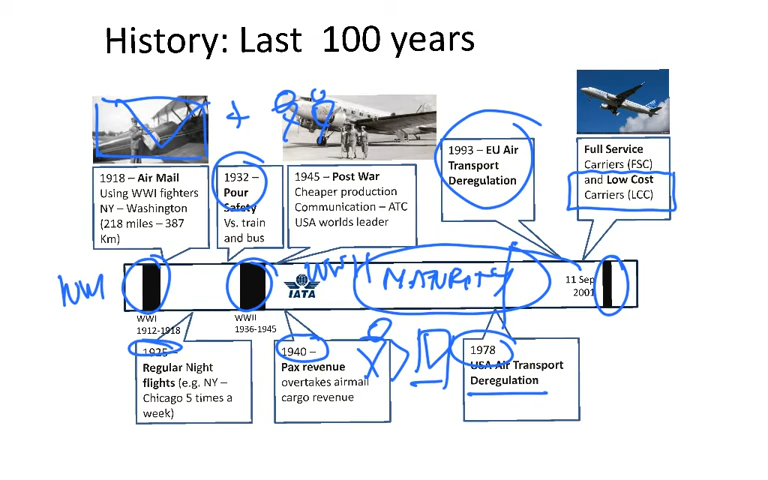 History: Last 100 years
1918 – Air Mail
Using WWI fighters
NY – Washington
(218 miles – 387
Km)
1932 –
Pour
Safety
Vs. train
and bus
1945 – Post War
Cheaper production
Communication – ATC
USA worlds leader
1993 – EU Air
Transport
Deregulation
Full Service
Carriers (FSC)
and Low Cost
Carriers (LCC)
WWI
WWII
MATURITY
IATA
11 Sep
2001
WWI
1912-1918
WWII
1936-1945
1925 –
Regular Night
flights (e.g. NY –
Chicago 5 times a
week)
1940 –
Pax revenue
overtakes airmail
cargo revenue
1978
USA Air Transport
Deregulation